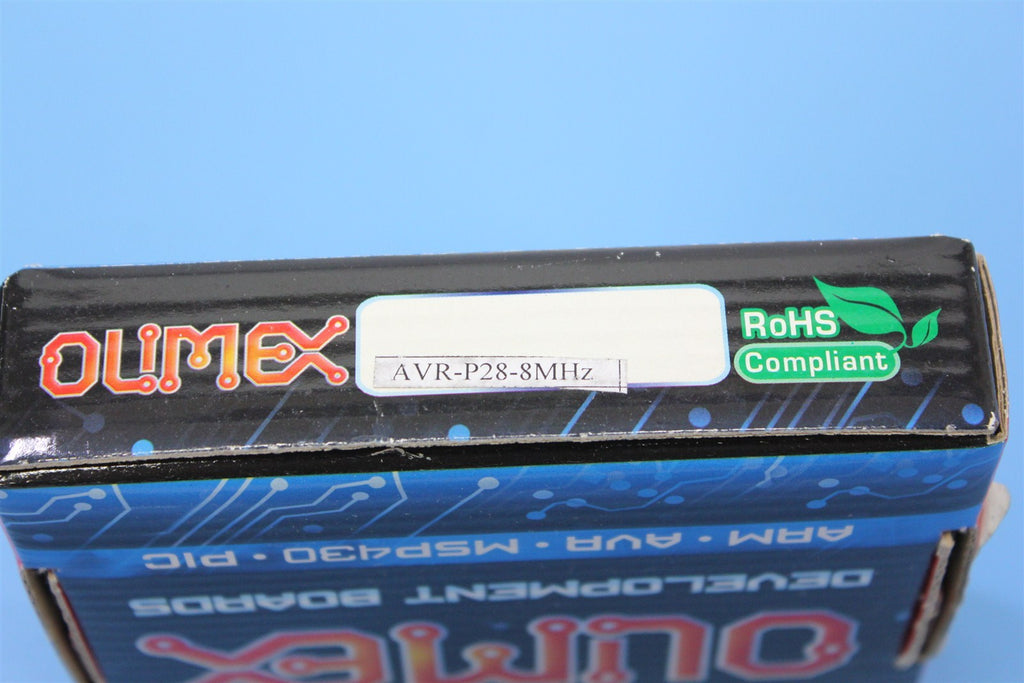 OLIMEX
AVR-P28-8MHz
RoHS
Compliant
ARM • AVR • MSP430 • PIC
DEVELOPMENT BOARDS
OLIMEX